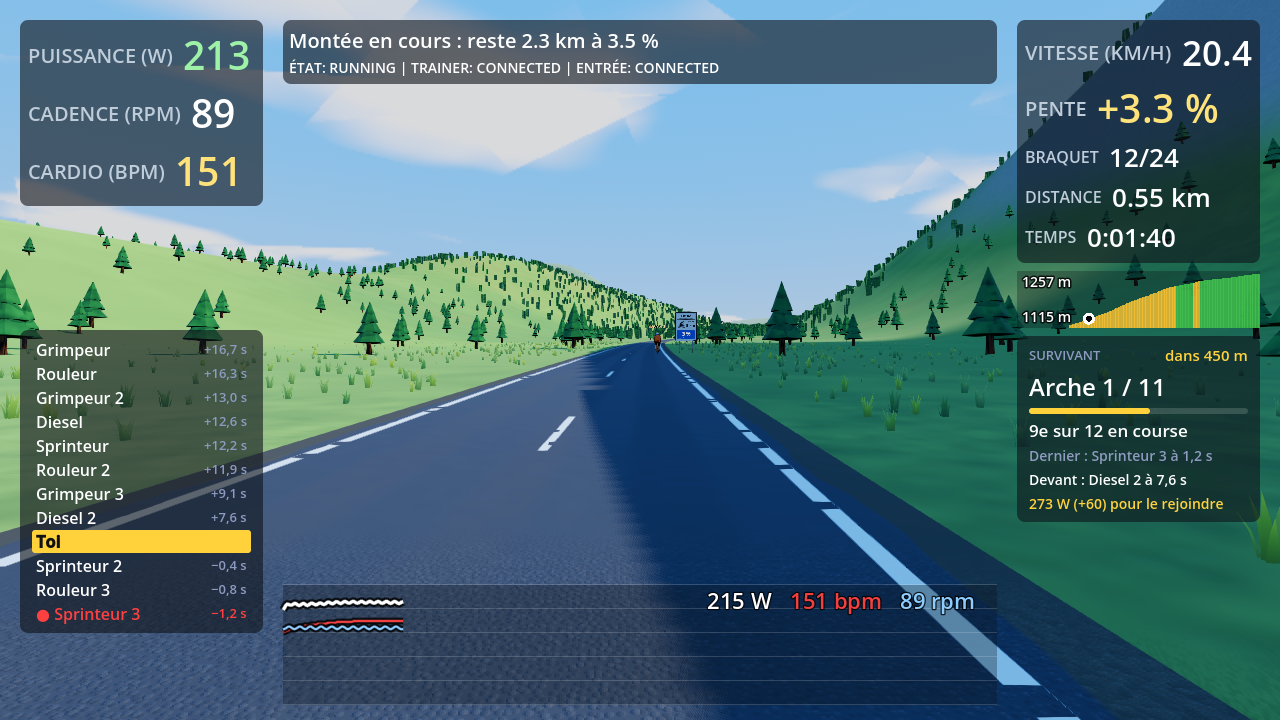 PUISSANCE (W) 213
CADENCE (RPM) 89
CARDIO (BPM) 151
Montée en cours : reste 2.3 km à 3.5 %
ÉTAT: RUNNING | TRAINER: CONNECTED | ENTRÉE: CONNECTED
VITESSE (KM/H) 20.4
PENTE +3.3 %
BRAQUET 12/24
DISTANCE 0.55 km
TEMPS 0:01:40
1257 m
1115 m
SURVIVANT dans 450 m
Arche 1 / 11
9e sur 12 en course
Dernier : Sprinteur 3 à 1,2 s
Devant : Diesel 2 à 7,6 s
273 W (+60) pour le rejoindre
Grimpeur +16,7 s
Rouleur +16,3 s
Grimpeur 2 +13,0 s
Diesel +12,6 s
Sprinteur +12,2 s
Rouleur 2 +11,9 s
Grimpeur 3 +9,1 s
Diesel 2 +7,6 s
Toi
Sprinteur 2 −0,4 s
Rouleur 3 −0,8 s
Sprinteur 3 −1,2 s
215 W 151 bpm 89 rpm